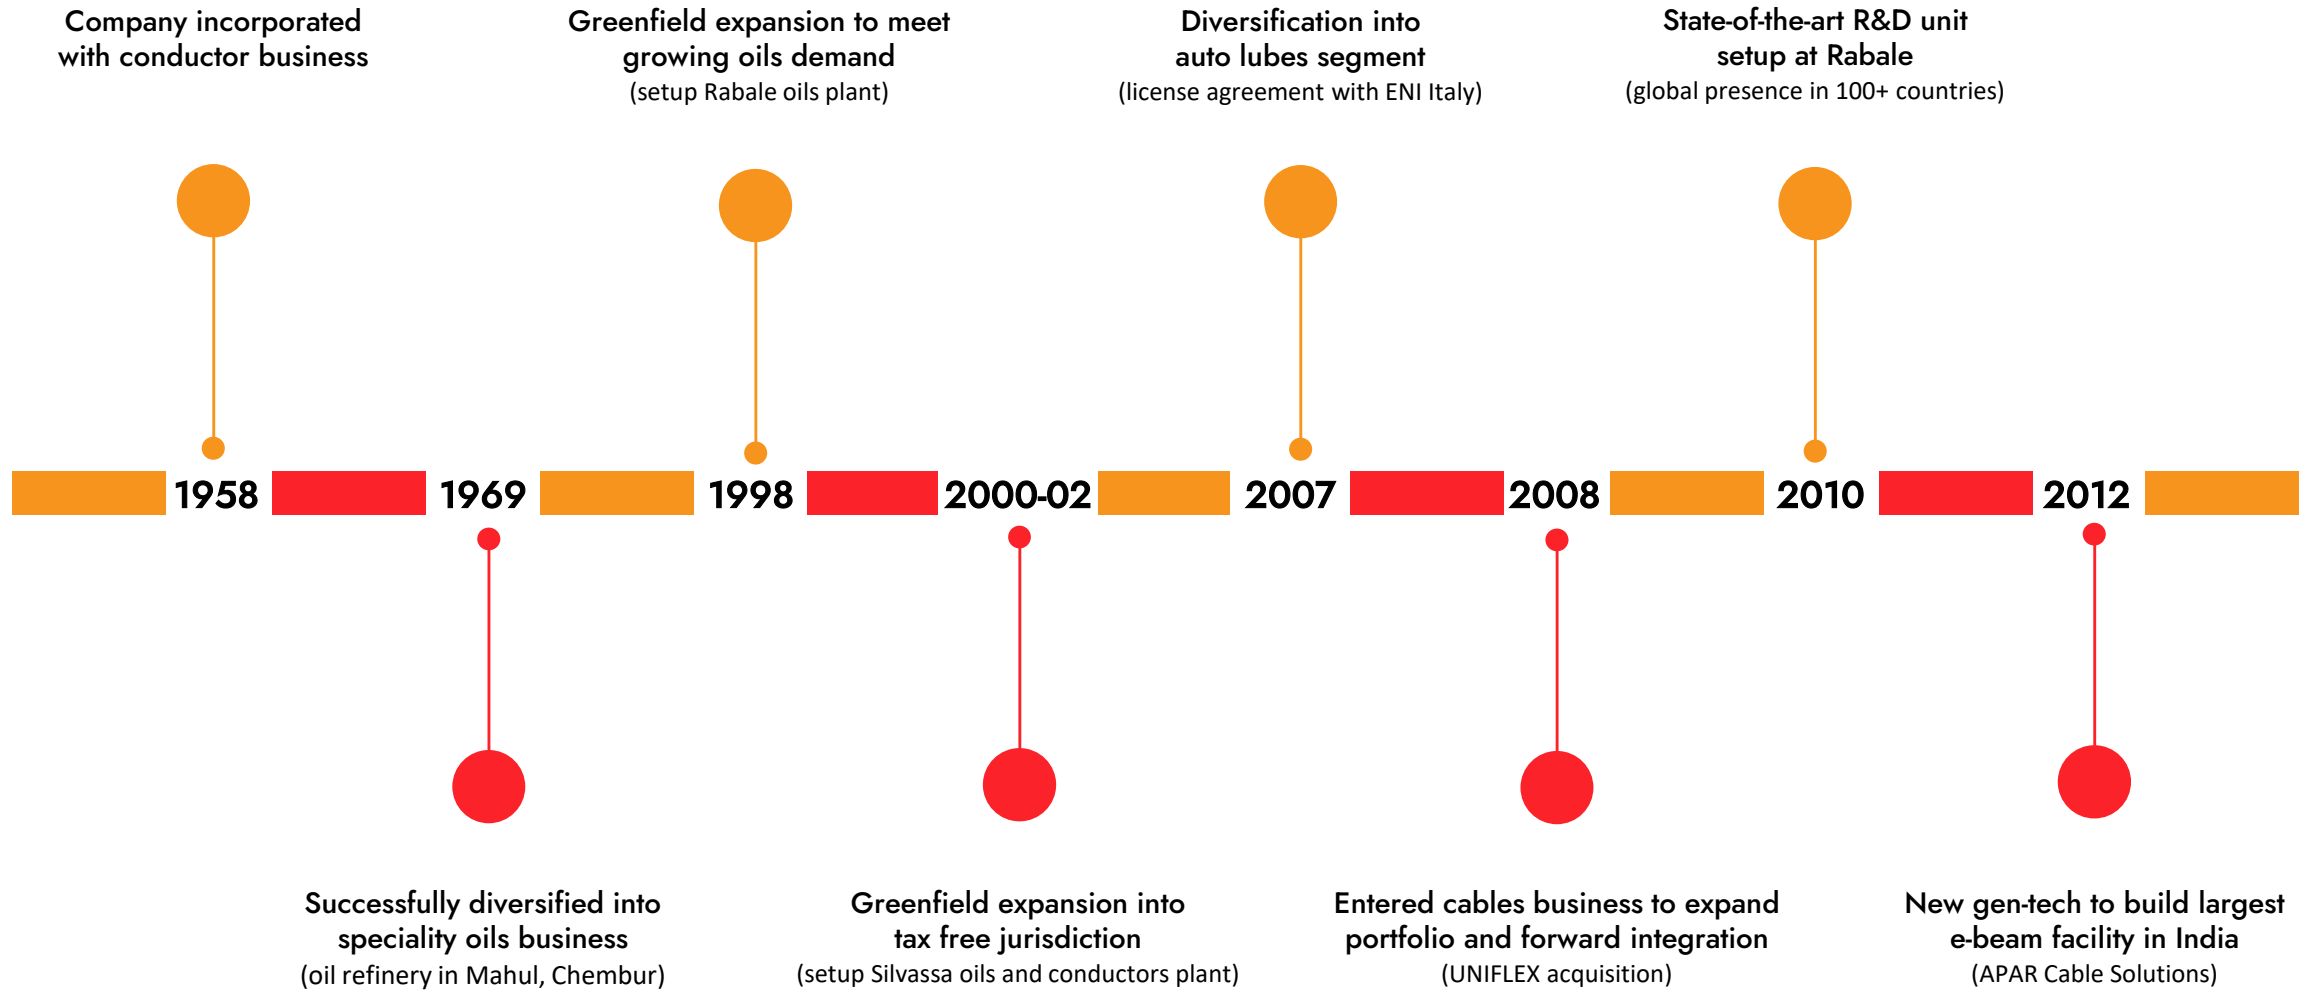 Company incorporated
with conductor business
Greenfield expansion to meet
growing oils demand
(setup Rabale oils plant)
Diversification into
auto lubes segment
(license agreement with ENI Italy)
State-of-the-art R&D unit
setup at Rabale
(global presence in 100+ countries)
1958
1969
1998
2000-02
2007
2008
2010
2012
Successfully diversified into
speciality oils business
(oil refinery in Mahul, Chembur)
Greenfield expansion into
tax free jurisdiction
(setup Silvassa oils and conductors plant)
Entered cables business to expand
portfolio and forward integration
(UNIFLEX acquisition)
New gen-tech to build largest
e-beam facility in India
(APAR Cable Solutions)